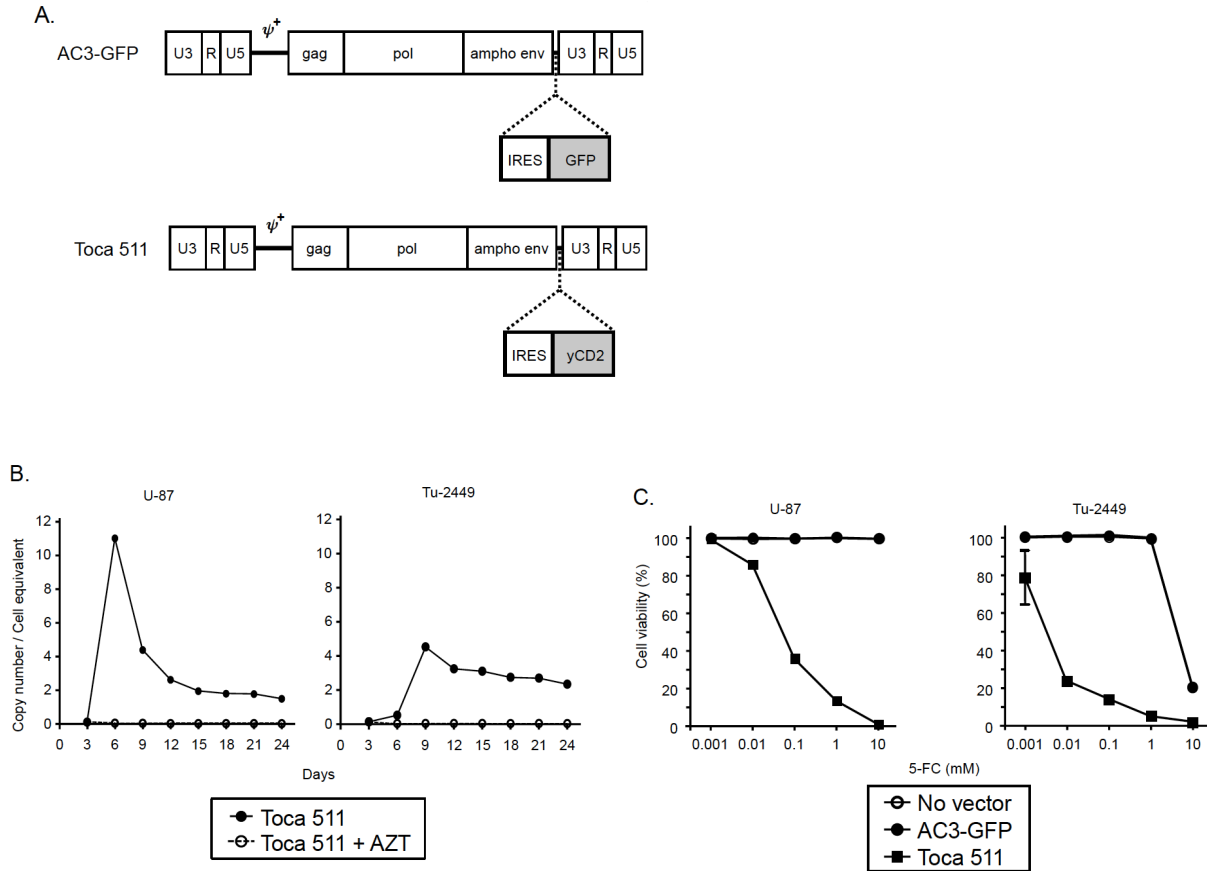 A.
AC3-GFP
ψ+
U3 R U5 gag pol ampho env U3 R U5
IRES GFP
Toca 511
ψ+
U3 R U5 gag pol ampho env U3 R U5
IRES yCD2
B.
U-87
Tu-2449
Copy number / Cell equivalent
12
10
8
6
4
2
0
0 3 6 9 12 15 18 21 24
12
10
8
6
4
2
0
0 3 6 9 12 15 18 21 24
Days
Toca 511
Toca 511 + AZT
C.
U-87
Tu-2449
Cell viability (%)
100
80
60
40
20
0
0.001 0.01 0.1 1 10
100
80
60
40
20
0
0.001 0.01 0.1 1 10
5-FC (mM)
No vector
AC3-GFP
Toca 511